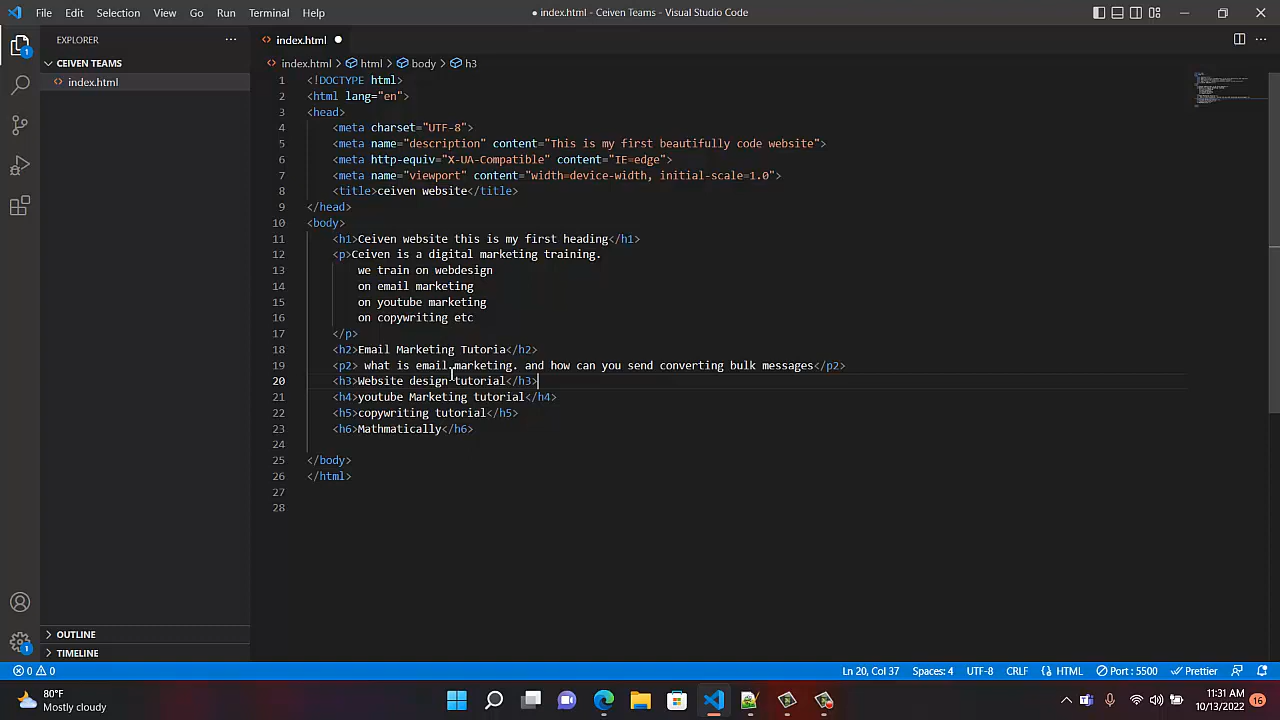 File Edit Selection View Go Run Terminal Help
● index.html - Ceiven Teams - Visual Studio Code
EXPLORER
index.html
CEIVEN TEAMS
index.html
index.html > html > body > h3
1 <!DOCTYPE html>
2 <html lang="en">
3 <head>
4 <meta charset="UTF-8">
5 <meta name="description" content="This is my first beautifully code website">
6 <meta http-equiv="X-UA-Compatible" content="IE=edge">
7 <meta name="viewport" content="width=device-width, initial-scale=1.0">
8 <title>ceiven website</title>
9 </head>
10 <body>
11 <h1>Ceiven website this is my first heading</h1>
12 <p>Ceiven is a digital marketing training.
13 we train on webdesign
14 on email marketing
15 on youtube marketing
16 on copywriting etc
17 </p>
18 <h2>Email Marketing Tutoria</h2>
19 <p2> what is email marketing. and how can you send converting bulk messages</p2>
20 <h3>Website design tutorial</h3>
21 <h4>youtube Marketing tutorial</h4>
22 <h5>copywriting tutorial</h5>
23 <h6>Mathmatically</h6>
24
25 </body>
26 </html>
27
28
OUTLINE
TIMELINE
0 0
Ln 20, Col 37 Spaces: 4 UTF-8 CRLF HTML Port : 5500 Prettier
80°F
Mostly cloudy
11:31 AM
10/13/2022
16
1
1